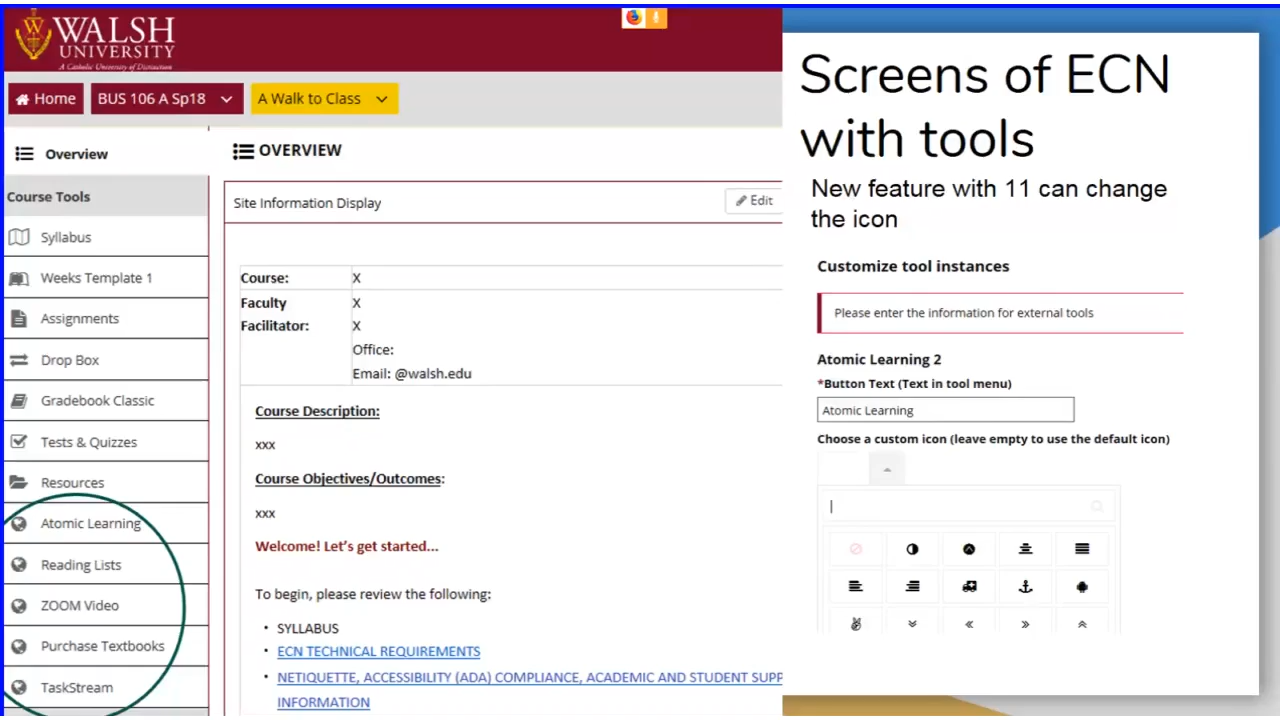 WALSH
UNIVERSITY
A Catholic University of Distinction
Home
BUS 106 A Sp18
A Walk to Class
Overview
Course Tools
Syllabus
Weeks Template 1
Assignments
Drop Box
Gradebook Classic
Tests & Quizzes
Resources
Atomic Learning
Reading Lists
ZOOM Video
Purchase Textbooks
TaskStream
OVERVIEW
Site Information Display
Edit
Course: X
Faculty X
Facilitator: X
Office:
Email: @walsh.edu
Course Description:
xxx
Course Objectives/Outcomes:
xxx
Welcome! Let's get started...
To begin, please review the following:
• SYLLABUS
• ECN TECHNICAL REQUIREMENTS
• NETIQUETTE, ACCESSIBILITY (ADA) COMPLIANCE, ACADEMIC AND STUDENT SUPP
INFORMATION
Screens of ECN
with tools
New feature with 11 can change
the icon
Customize tool instances
Please enter the information for external tools
Atomic Learning 2
*Button Text (Text in tool menu)
Atomic Learning
Choose a custom icon (leave empty to use the default icon)